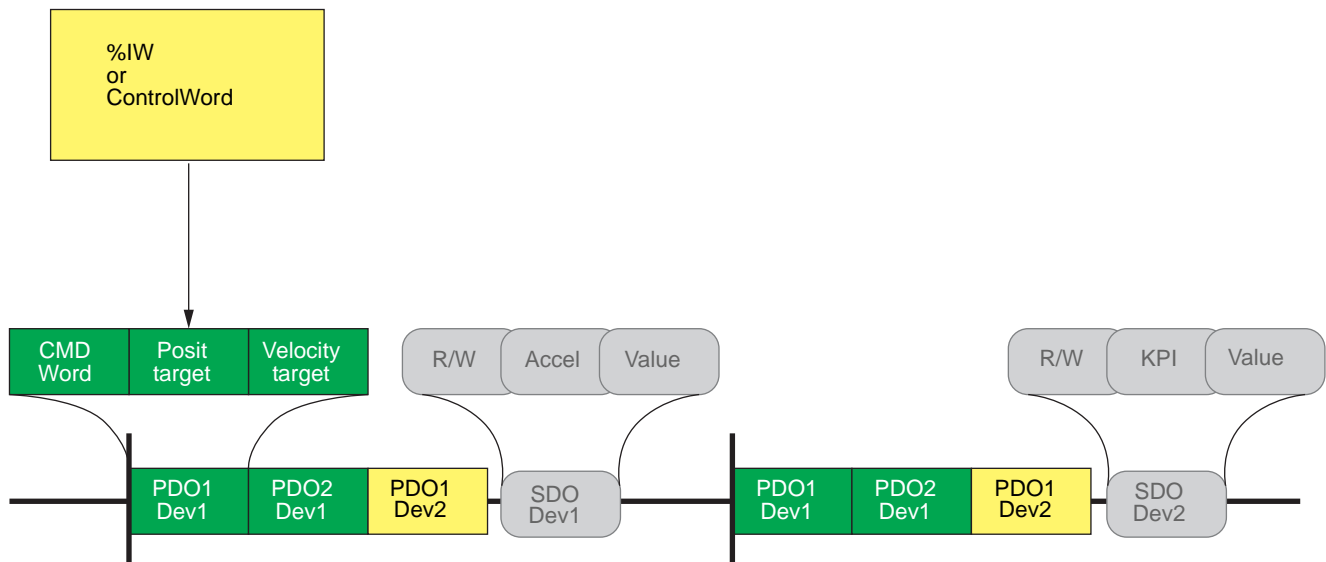 %IW
or
ControlWord
CMD
Word
Posit
target
Velocity
target
R/W
Accel
Value
R/W
KPI
Value
PDO1
Dev1
PDO2
Dev1
PDO1
Dev2
SDO
Dev1
PDO1
Dev1
PDO2
Dev1
PDO1
Dev2
SDO
Dev2